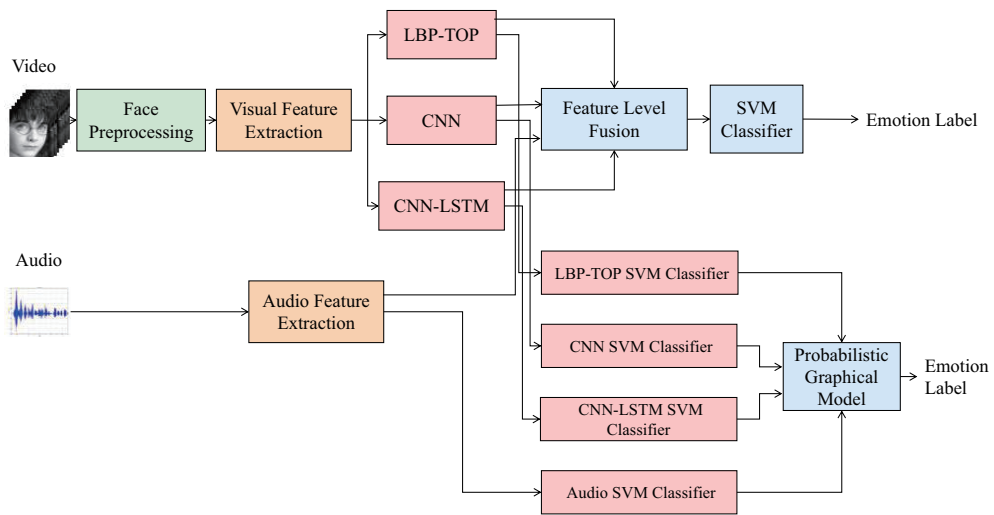 LBP-TOP
Video
Face
Preprocessing
Visual Feature
Extraction
CNN
Feature Level
Fusion
SVM
Classifier
Emotion Label
CNN-LSTM
Audio
Audio Feature
Extraction
LBP-TOP SVM Classifier
CNN SVM Classifier
Probabilistic
Graphical
Model
Emotion
Label
CNN-LSTM SVM
Classifier
Audio SVM Classifier